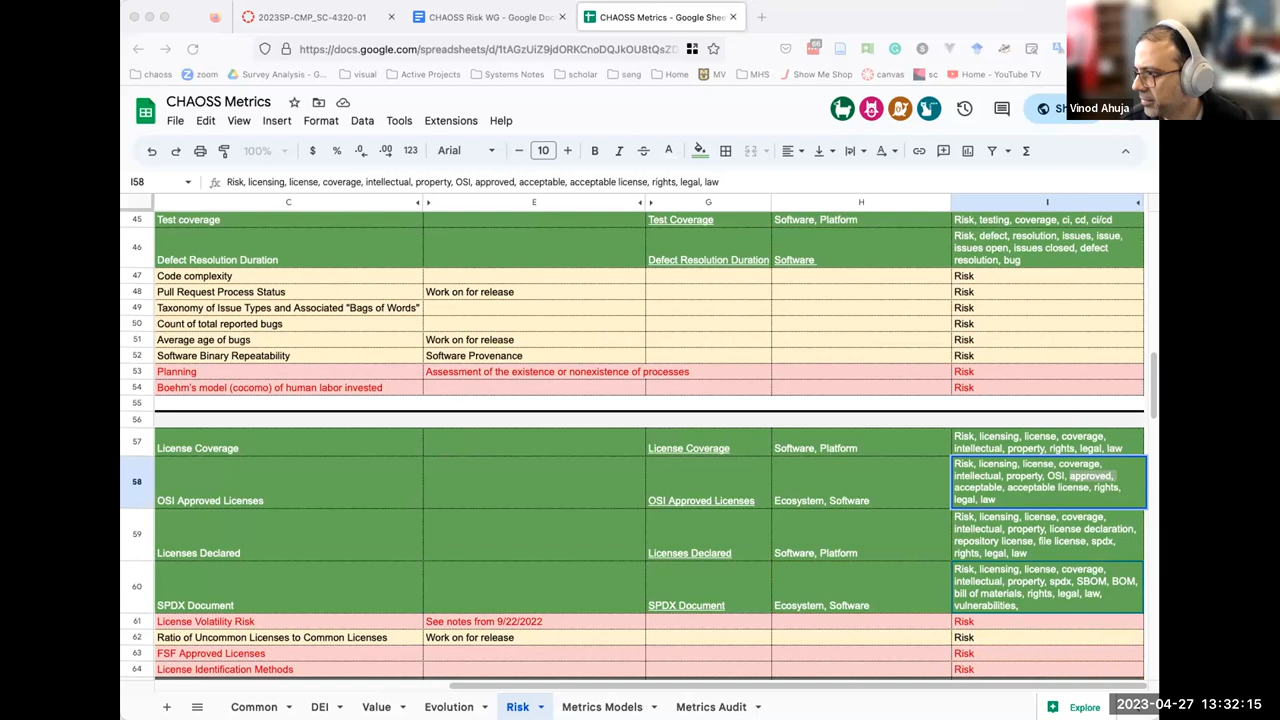 2023SP-CMP_SC-4320-01
CHAOSS Risk WG - Google Doc
CHAOSS Metrics - Google Shee
https://docs.google.com/spreadsheets/d/1tAGzUiZ9jdORKCnoDQJkOU8tQsZD
66
chaoss
zoom
Survey Analysis - G...
visual
Active Projects
Systems Notes
scholar
seng
Home
MV
MHS
Show Me Shop
canvas
sc
Home - YouTube TV
Vinod Ahuja
CHAOSS Metrics
File Edit View Insert Format Data Tools Extensions Help
100% $ % .0 .00 123 Arial 10 B I A
I58
Risk, licensing, license, coverage, intellectual, property, OSI, approved, acceptable, acceptable license, rights, legal, law
C E G H I
45 Test coverage Test Coverage Software, Platform Risk, testing, coverage, ci, cd, ci/cd
Risk, defect, resolution, issues, issue,
issues open, issues closed, defect
46 Defect Resolution Duration Defect Resolution Duration Software resolution, bug
47 Code complexity Risk
48 Pull Request Process Status Work on for release Risk
49 Taxonomy of Issue Types and Associated "Bags of Words" Risk
50 Count of total reported bugs Risk
51 Average age of bugs Work on for release Risk
52 Software Binary Repeatability Software Provenance Risk
53 Planning Assessment of the existence or nonexistence of processes Risk
54 Boehm's model (cocomo) of human labor invested Risk
55
56
Risk, licensing, license, coverage,
57 License Coverage License Coverage Software, Platform intellectual, property, rights, legal, law
Risk, licensing, license, coverage,
intellectual, property, OSI, approved,
acceptable, acceptable license, rights,
58 OSI Approved Licenses OSI Approved Licenses Ecosystem, Software legal, law
Risk, licensing, license, coverage,
intellectual, property, license declaration,
repository license, file license, spdx,
59 Licenses Declared Licenses Declared Software, Platform rights, legal, law
Risk, licensing, license, coverage,
intellectual, property, spdx, SBOM, BOM,
bill of materials, rights, legal, law,
60 SPDX Document SPDX Document Ecosystem, Software vulnerabilities,
61 License Volatility Risk See notes from 9/22/2022 Risk
62 Ratio of Uncommon Licenses to Common Licenses Work on for release Risk
63 FSF Approved Licenses Risk
64 License Identification Methods Risk
Common DEI Value Evolution Risk Metrics Models Metrics Audit Explore
2023-04-27 13:32:15